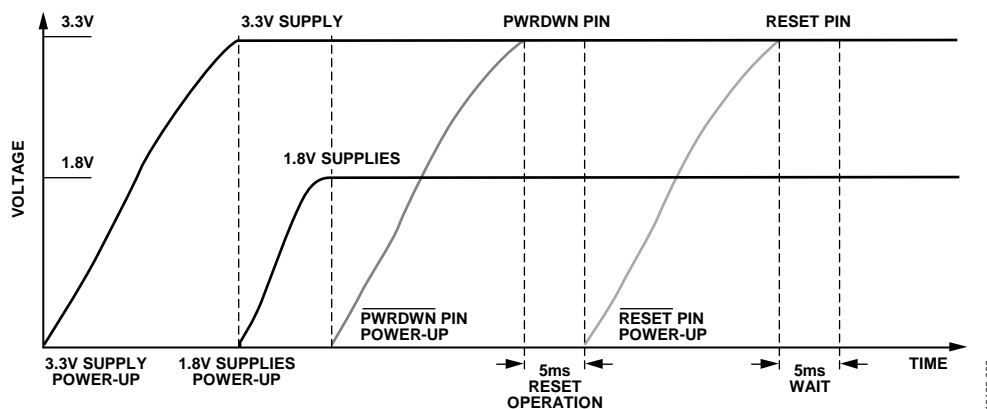 3.3V
3.3V SUPPLY
PWRDWN PIN
RESET PIN
1.8V
1.8V SUPPLIES
VOLTAGE
PWRDWN PIN
POWER-UP
RESET PIN
POWER-UP
3.3V SUPPLY
POWER-UP
1.8V SUPPLIES
POWER-UP
5ms
RESET
OPERATION
5ms
WAIT
TIME